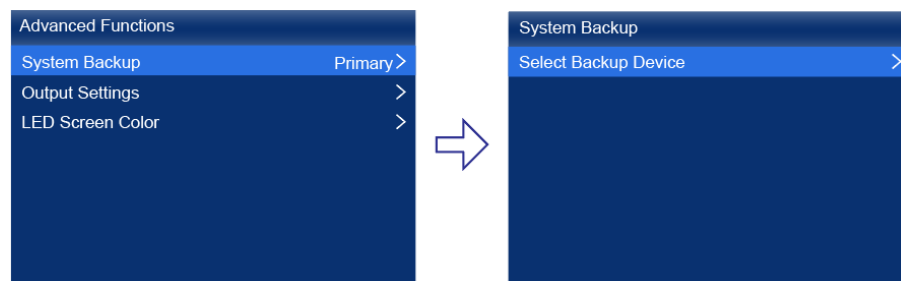 Advanced Functions
System Backup Primary
Output Settings
LED Screen Color
System Backup
Select Backup Device